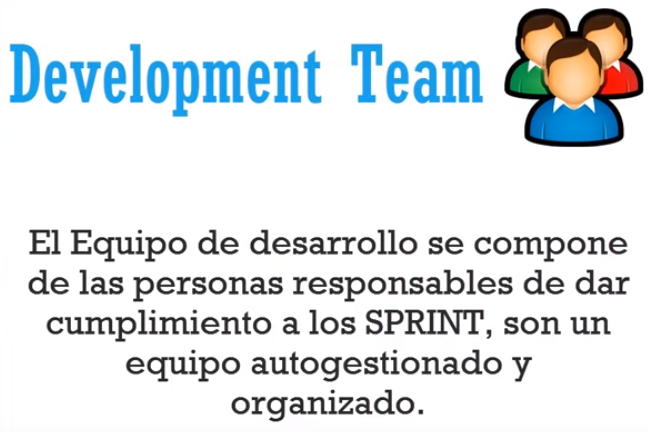 Development Team
El Equipo de desarrollo se compone
de las personas responsables de dar
cumplimiento a los SPRINT, son un
equipo autogestionado y
organizado.